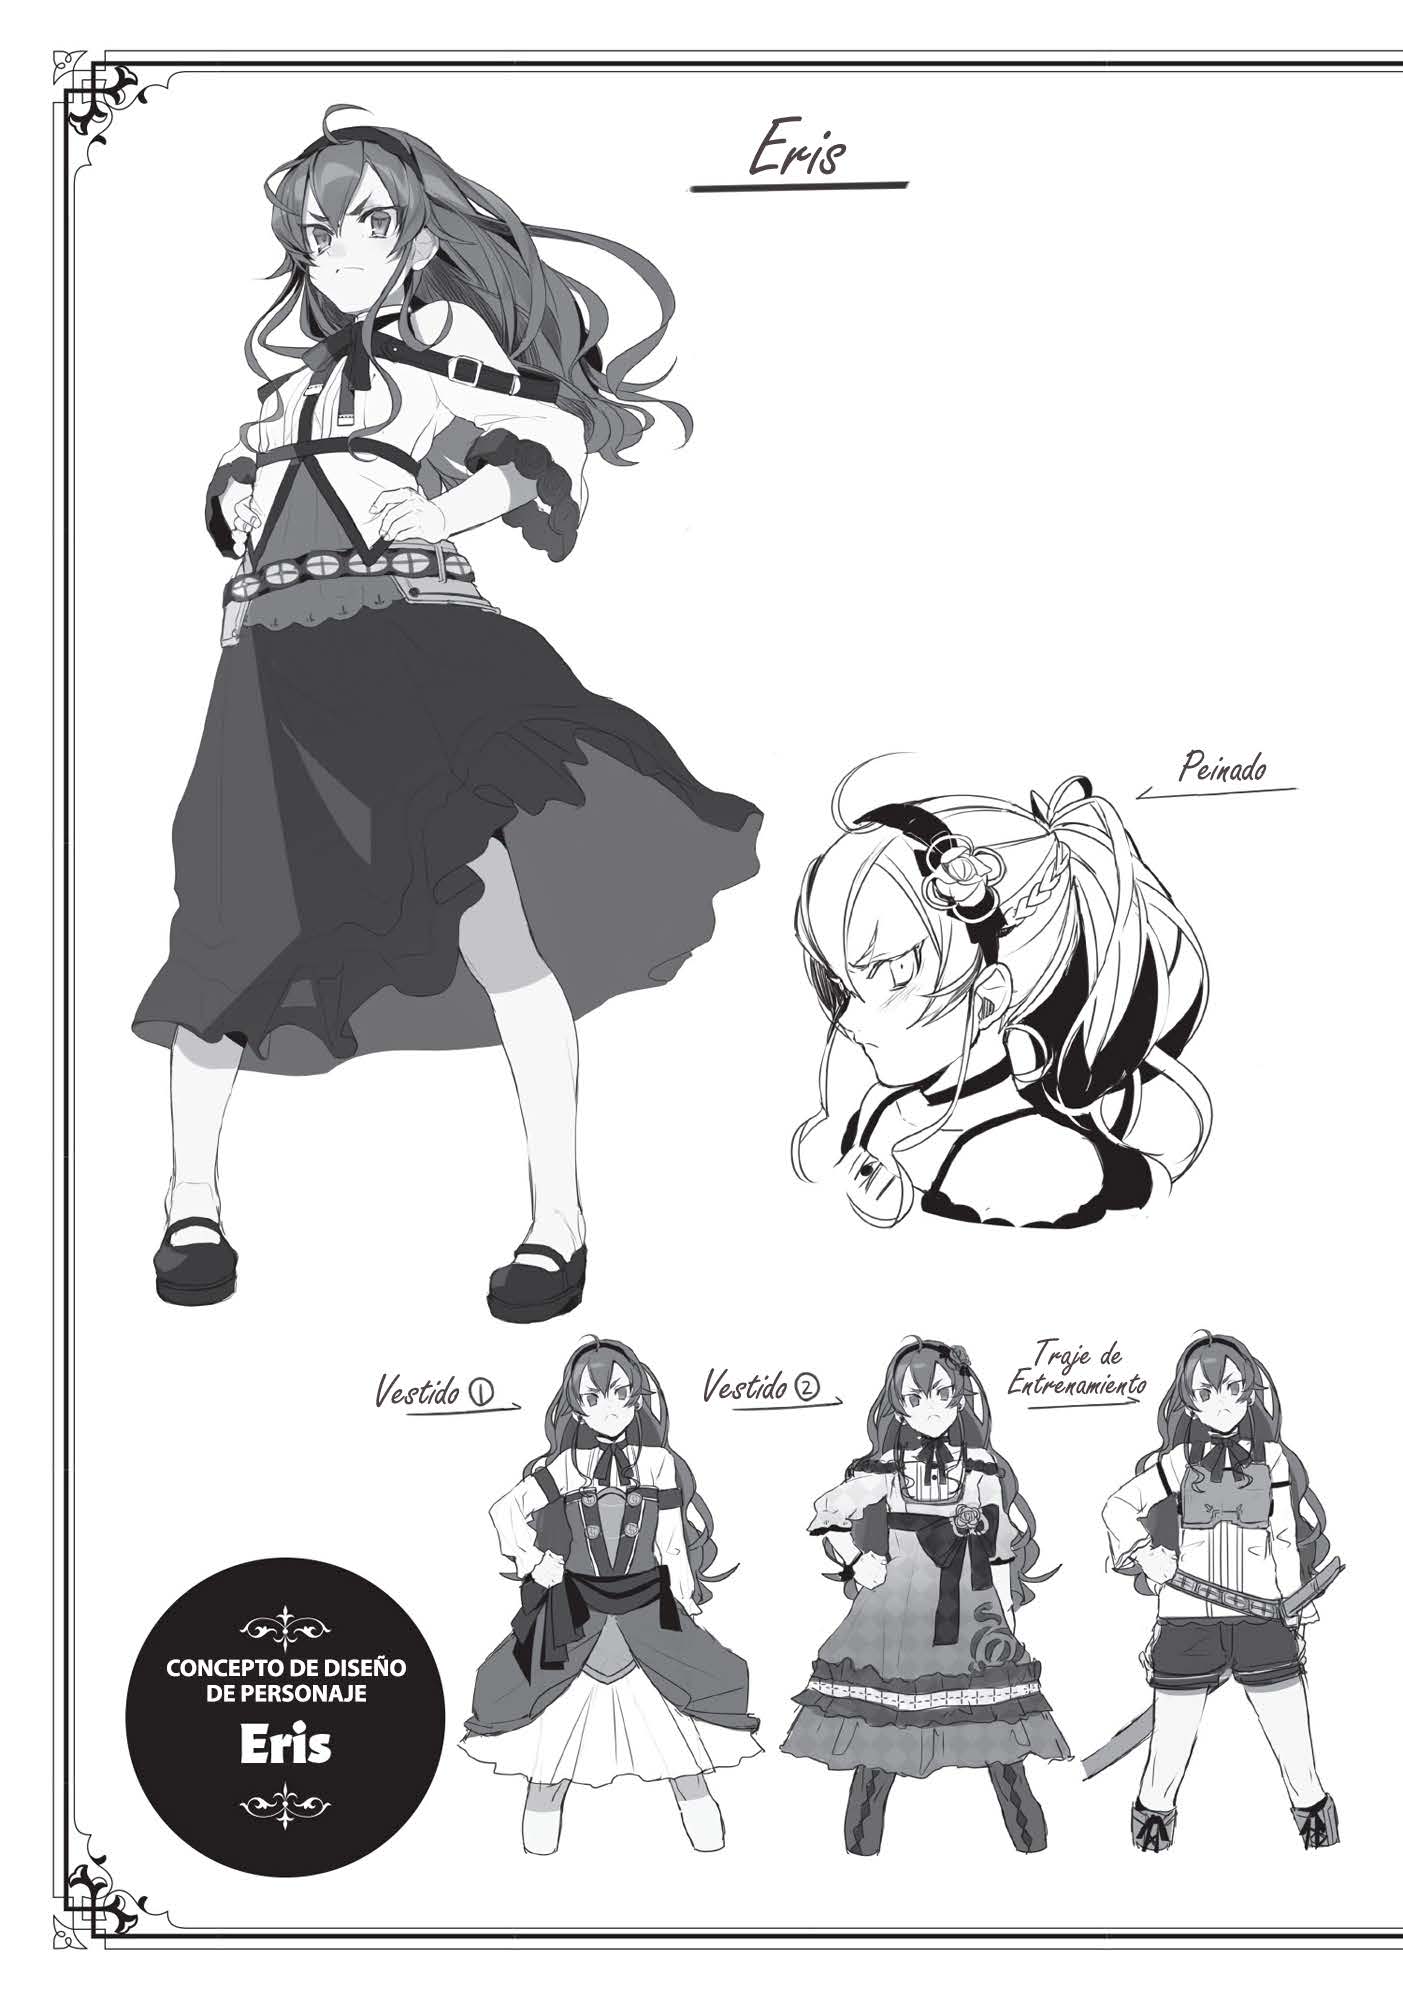 Eris
Peinado
Vestido ①
Vestido ②
Traje de
Entrenamiento
CONCEPTO DE DISEÑO
DE PERSONAJE
Eris